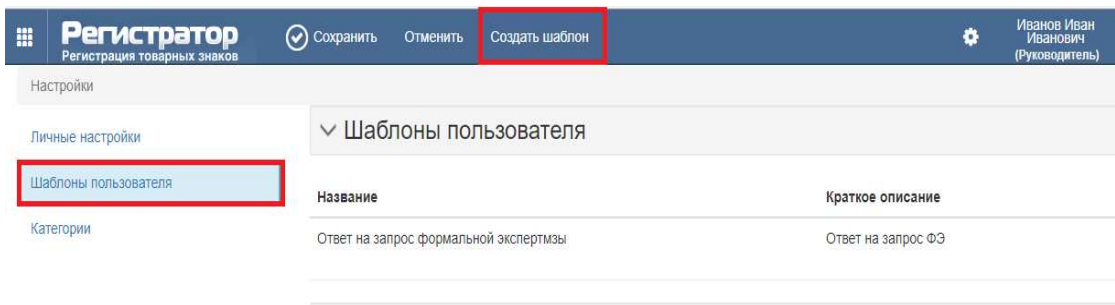 Регистратор
Регистрация товарных знаков
Сохранить Отменить Создать шаблон
Иванов Иван
Иванович
(Руководитель)
Настройки
Личные настройки
Шаблоны пользователя
Категории
Шаблоны пользователя
Название Краткое описание
Ответ на запрос формальной экспертмзы Ответ на запрос ФЭ